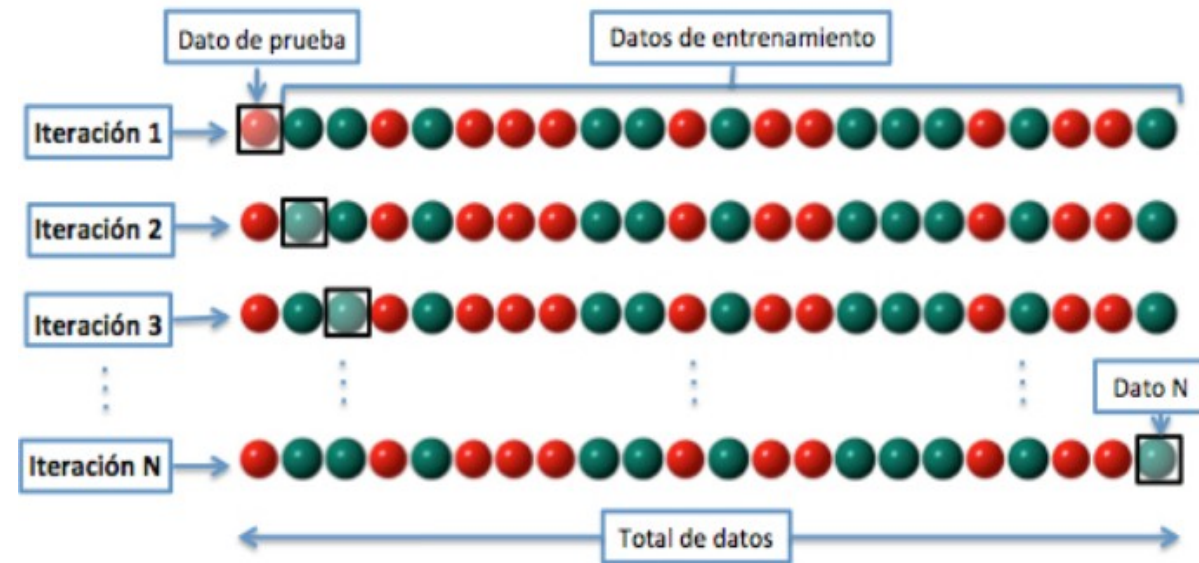 Dato de prueba
Datos de entrenamiento
Iteración 1
Iteración 2
Iteración 3
Dato N
Iteración N
Total de datos